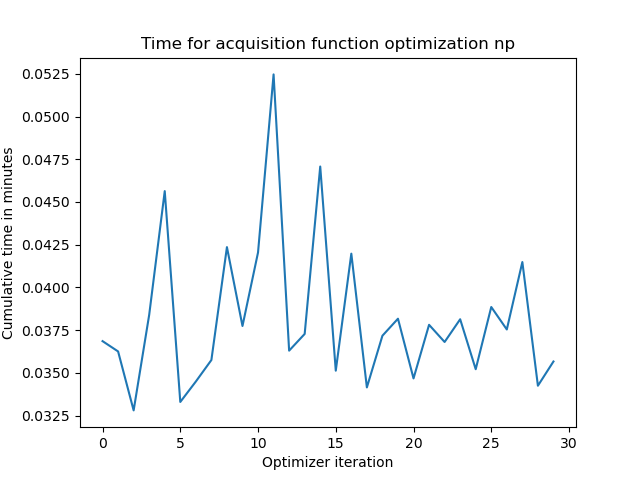 Time for acquisition function optimization np
0.0525
0.0500
0.0475
0.0450
0.0425
0.0400
0.0375
0.0350
0.0325
Cumulative time in minutes
0 5 10 15 20 25 30
Optimizer iteration